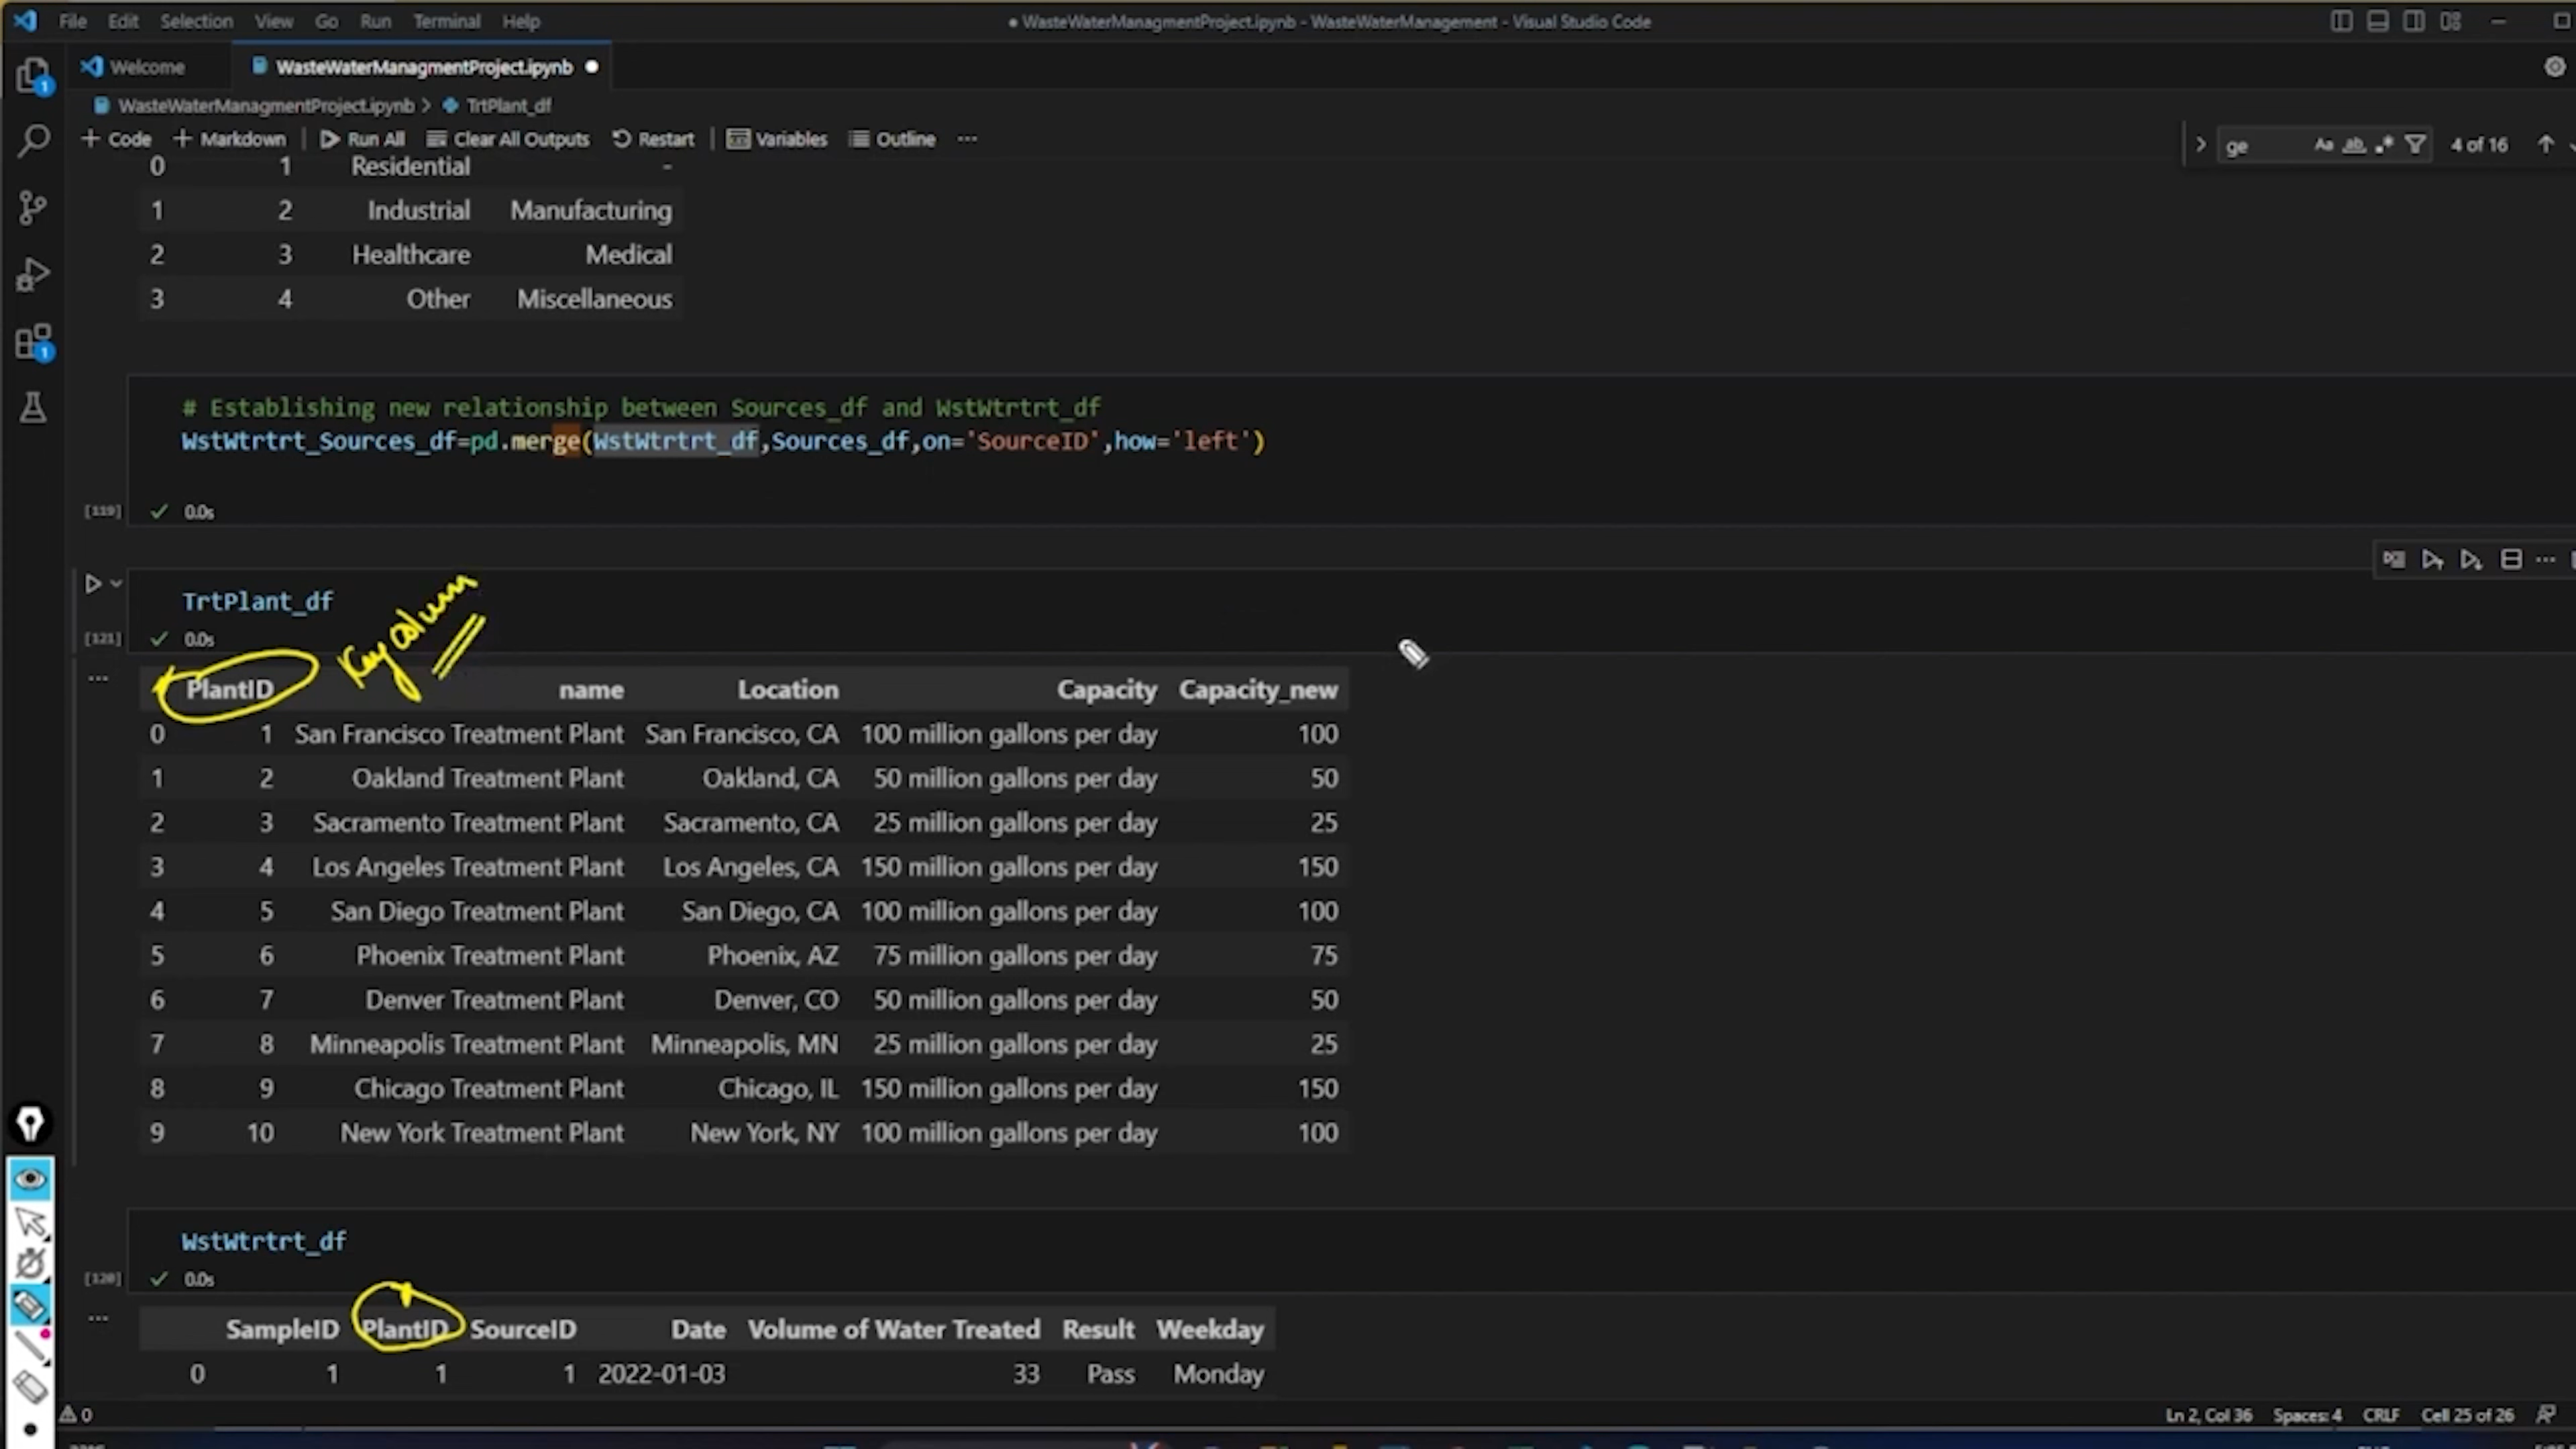 File Edit Selection View Go Run Terminal Help
● WasteWaterManagmentProject.ipynb - WasteWaterManagement - Visual Studio Code
Welcome WasteWaterManagmentProject.ipynb
WasteWaterManagmentProject.ipynb > TrtPlant_df
+ Code + Markdown Run All Clear All Outputs Restart Variables Outline ...
ge Aa ab 4 of 16
0 1 Residential -
1 2 Industrial Manufacturing
2 3 Healthcare Medical
3 4 Other Miscellaneous
# Establishing new relationship between Sources_df and WstWtrtrt_df
WstWtrtrt_Sources_df=pd.merge(WstWtrtrt_df,Sources_df,on='SourceID',how='left')
[119] 0.0s
TrtPlant_df
[121] 0.0s
Key column
PlantID name Location Capacity Capacity_new
0 1 San Francisco Treatment Plant San Francisco, CA 100 million gallons per day 100
1 2 Oakland Treatment Plant Oakland, CA 50 million gallons per day 50
2 3 Sacramento Treatment Plant Sacramento, CA 25 million gallons per day 25
3 4 Los Angeles Treatment Plant Los Angeles, CA 150 million gallons per day 150
4 5 San Diego Treatment Plant San Diego, CA 100 million gallons per day 100
5 6 Phoenix Treatment Plant Phoenix, AZ 75 million gallons per day 75
6 7 Denver Treatment Plant Denver, CO 50 million gallons per day 50
7 8 Minneapolis Treatment Plant Minneapolis, MN 25 million gallons per day 25
8 9 Chicago Treatment Plant Chicago, IL 150 million gallons per day 150
9 10 New York Treatment Plant New York, NY 100 million gallons per day 100
WstWtrtrt_df
[120] 0.0s
SampleID PlantID SourceID Date Volume of Water Treated Result Weekday
0 1 1 1 2022-01-03 33 Pass Monday
0 Ln 2, Col 36 Spaces: 4 CRLF Cell 25 of 26